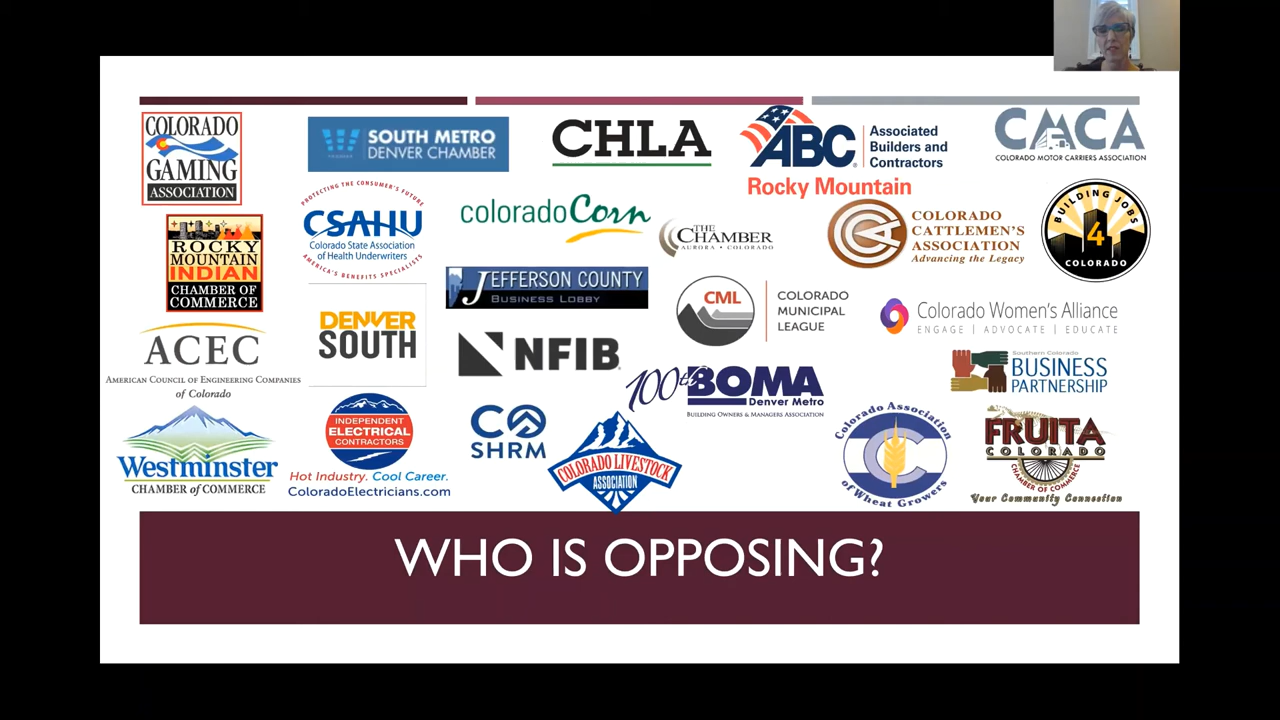 COLORADO
GAMING
ASSOCIATION
SOUTH METRO
DENVER CHAMBER
CHLA
ABC
Associated
Builders and
Contractors
Rocky Mountain
CMCA
COLORADO MOTOR CARRIERS ASSOCIATION
ROCKY
MOUNTAIN
INDIAN
CHAMBER OF
COMMERCE
PROTECTING THE CONSUMER'S FUTURE
CSAHU
Colorado State Association
of Health Underwriters
AMERICA'S BENEFITS SPECIALISTS
coloradoCorn
THE
CHAMBER
AURORA • COLORADO
COLORADO
CATTLEMEN'S
ASSOCIATION
Advancing the Legacy
BUILDING JOBS
4
COLORADO
JEFFERSON COUNTY
BUSINESS LOBBY
CML
COLORADO
MUNICIPAL
LEAGUE
Colorado Women's Alliance
ENGAGE | ADVOCATE | EDUCATE
ACEC
AMERICAN COUNCIL OF ENGINEERING COMPANIES
of Colorado
DENVER
SOUTH
NFIB
100th
BOMA
Denver Metro
BUILDING OWNERS & MANAGERS ASSOCIATION
Southern Colorado
BUSINESS
PARTNERSHIP
Westminster
CHAMBER of COMMERCE
INDEPENDENT
ELECTRICAL
CONTRACTORS
Hot Industry. Cool Career.
ColoradoElectricians.com
CO
SHRM
COLORADO LIVESTOCK
ASSOCIATION
Colorado Association
of Wheat Growers
FRUITA
COLORADO
CHAMBER OF COMMERCE
Your Community Connection
WHO IS OPPOSING?